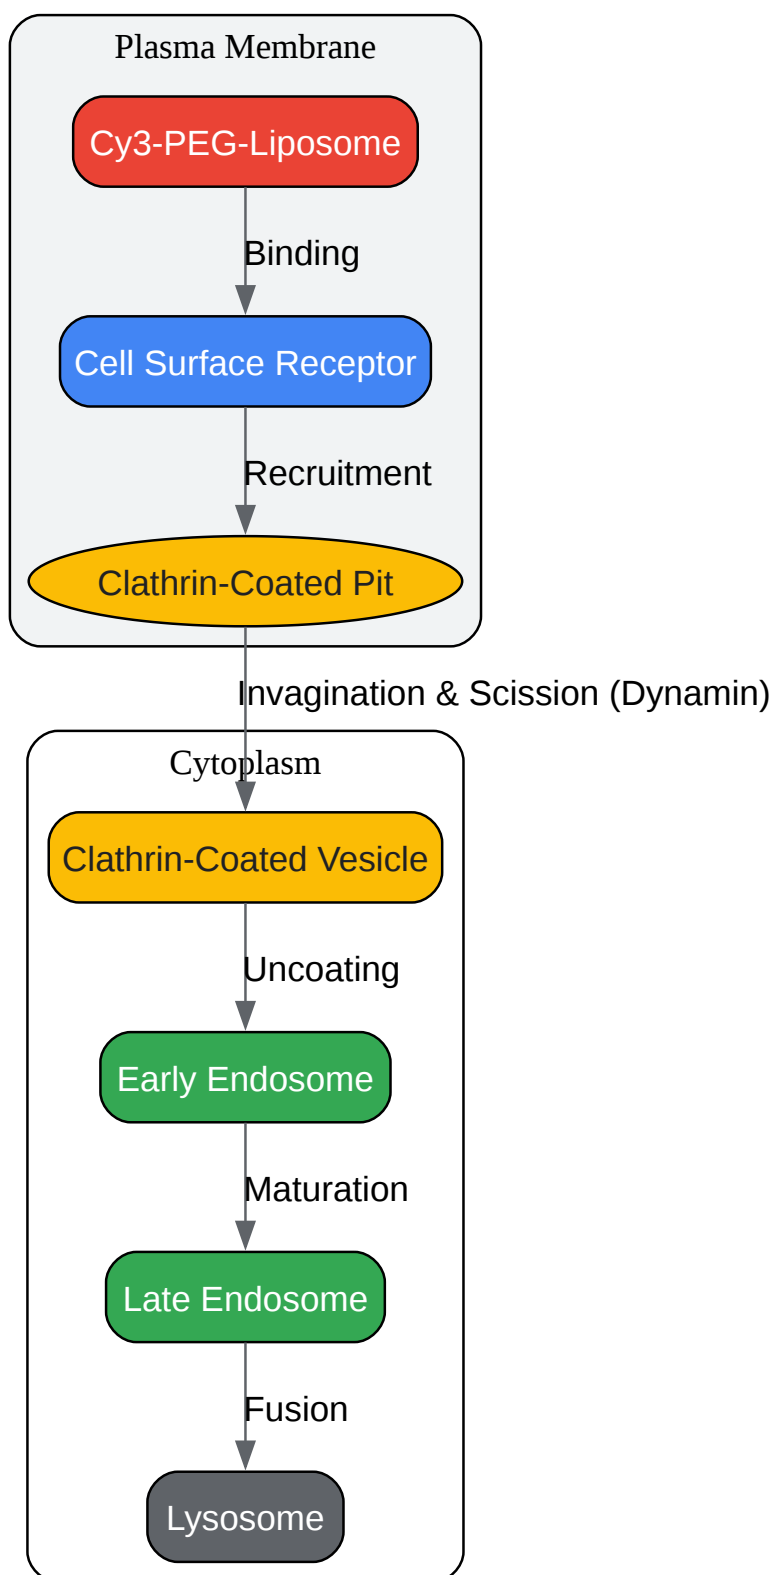 Plasma Membrane
Cy3-PEG-Liposome
Binding
Cell Surface Receptor
Recruitment
Clathrin-Coated Pit
Invagination & Scission (Dynamin)
Cytoplasm
Clathrin-Coated Vesicle
Uncoating
Early Endosome
Maturation
Late Endosome
Fusion
Lysosome